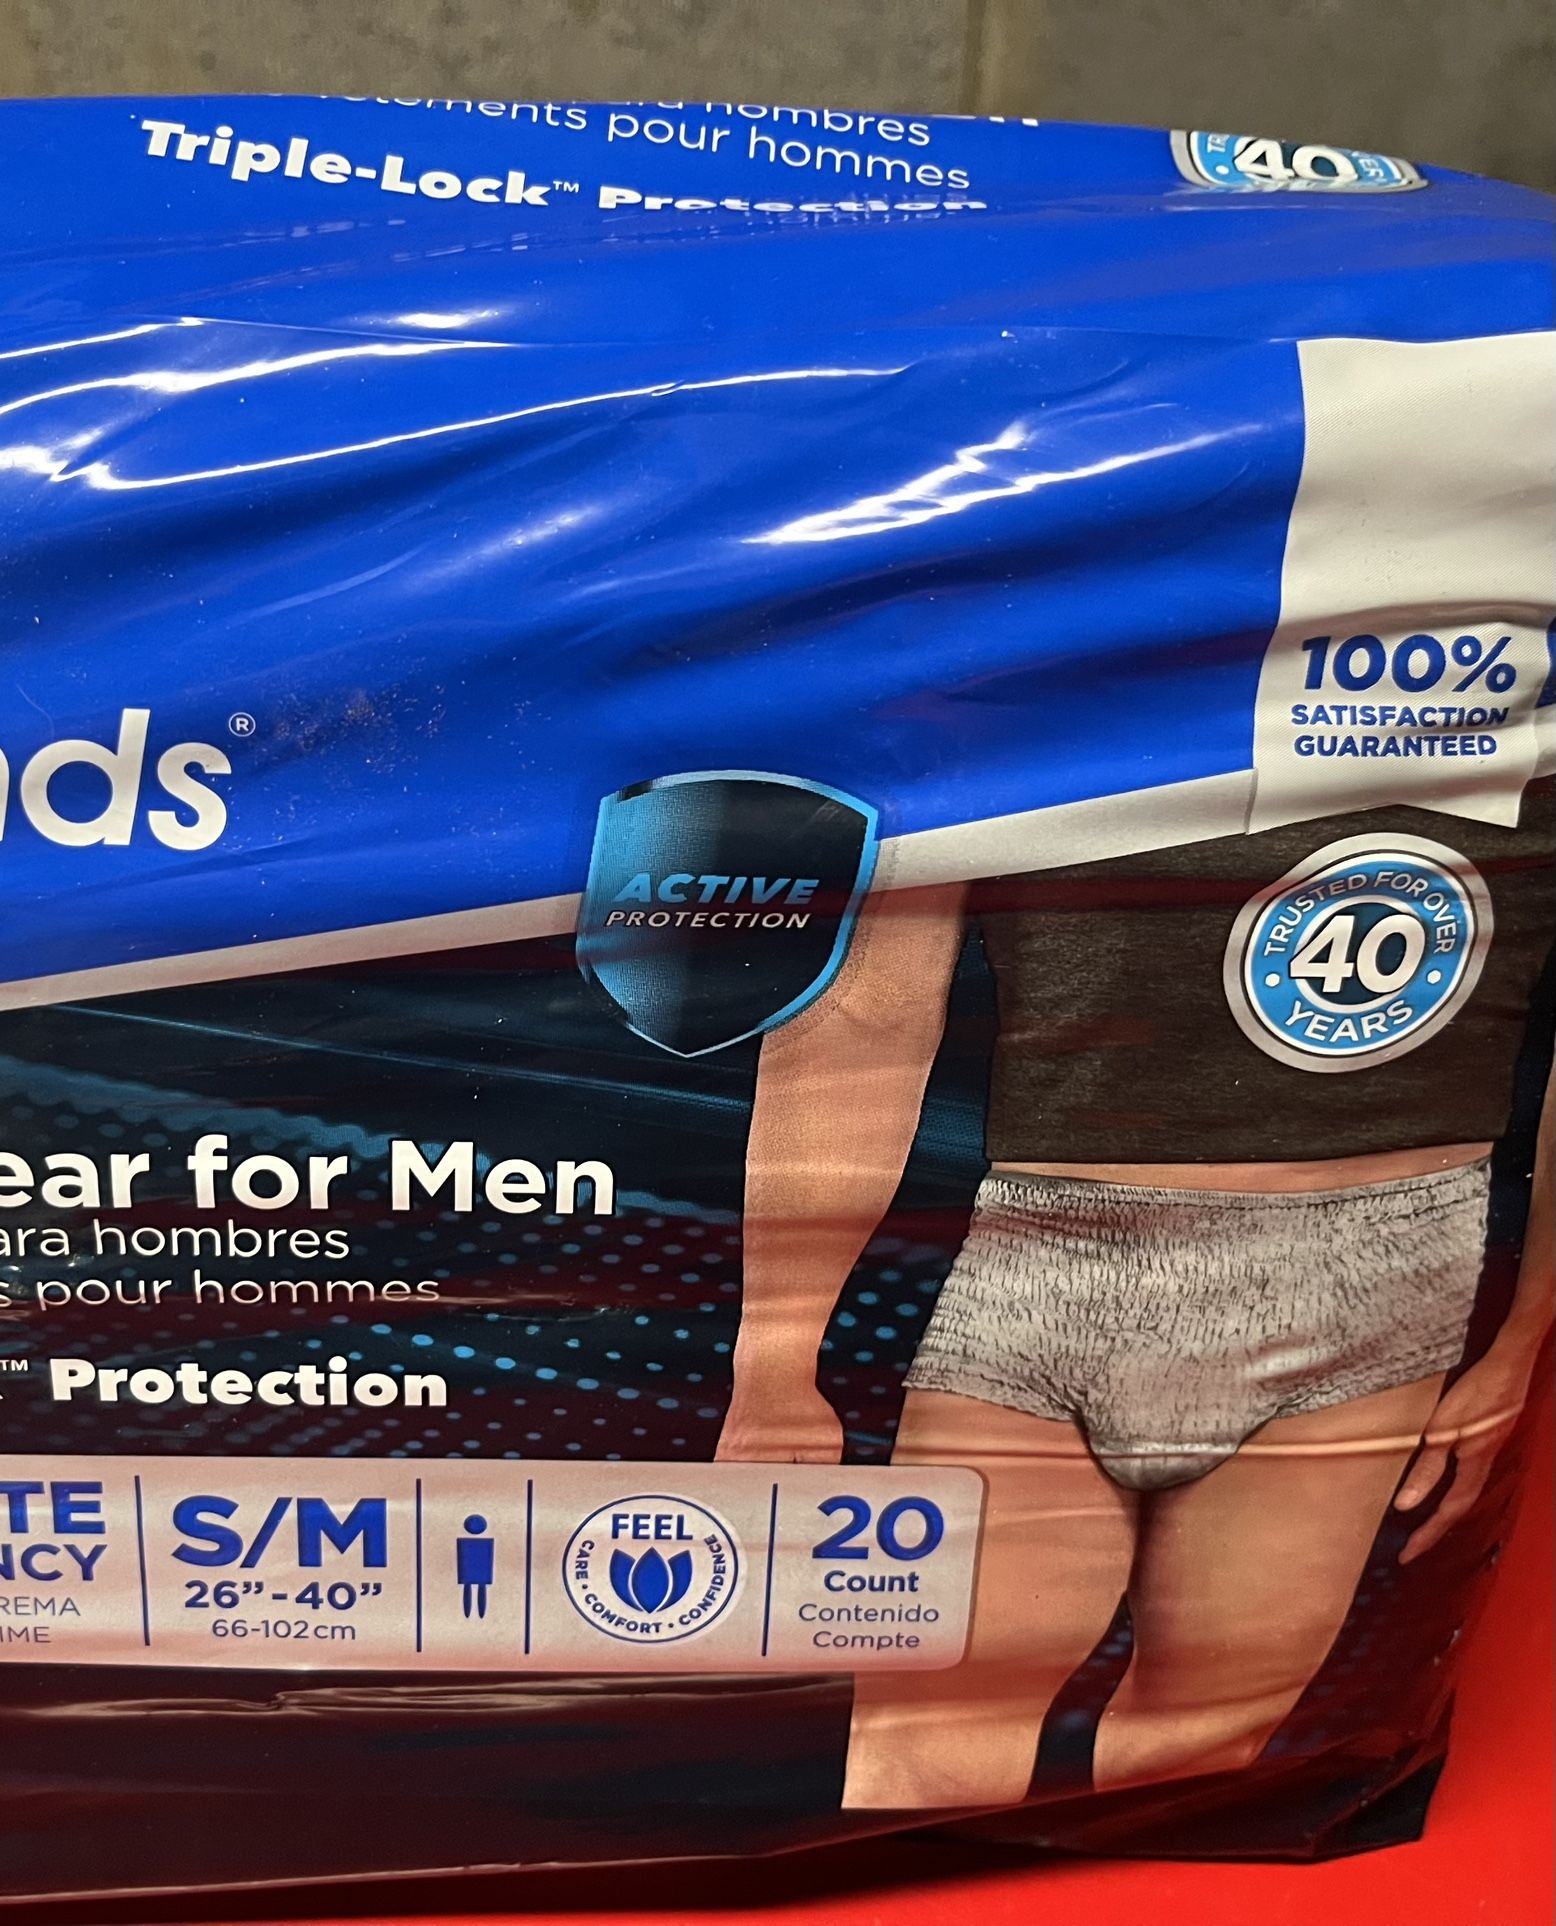 hombres
pour hommes
Triple-Lock™ Protection
40
100%
SATISFACTION
GUARANTEED
ds®
ACTIVE
PROTECTION
TRUSTED FOR OVER
40
YEARS
ear for Men
ara hombres
s pour hommes
™ Protection
TE
NCY
REMA
IME
S/M
26”-40”
66-102cm
FEEL
CARE • COMFORT • CONFIDENCE
20
Count
Contenido
Compte